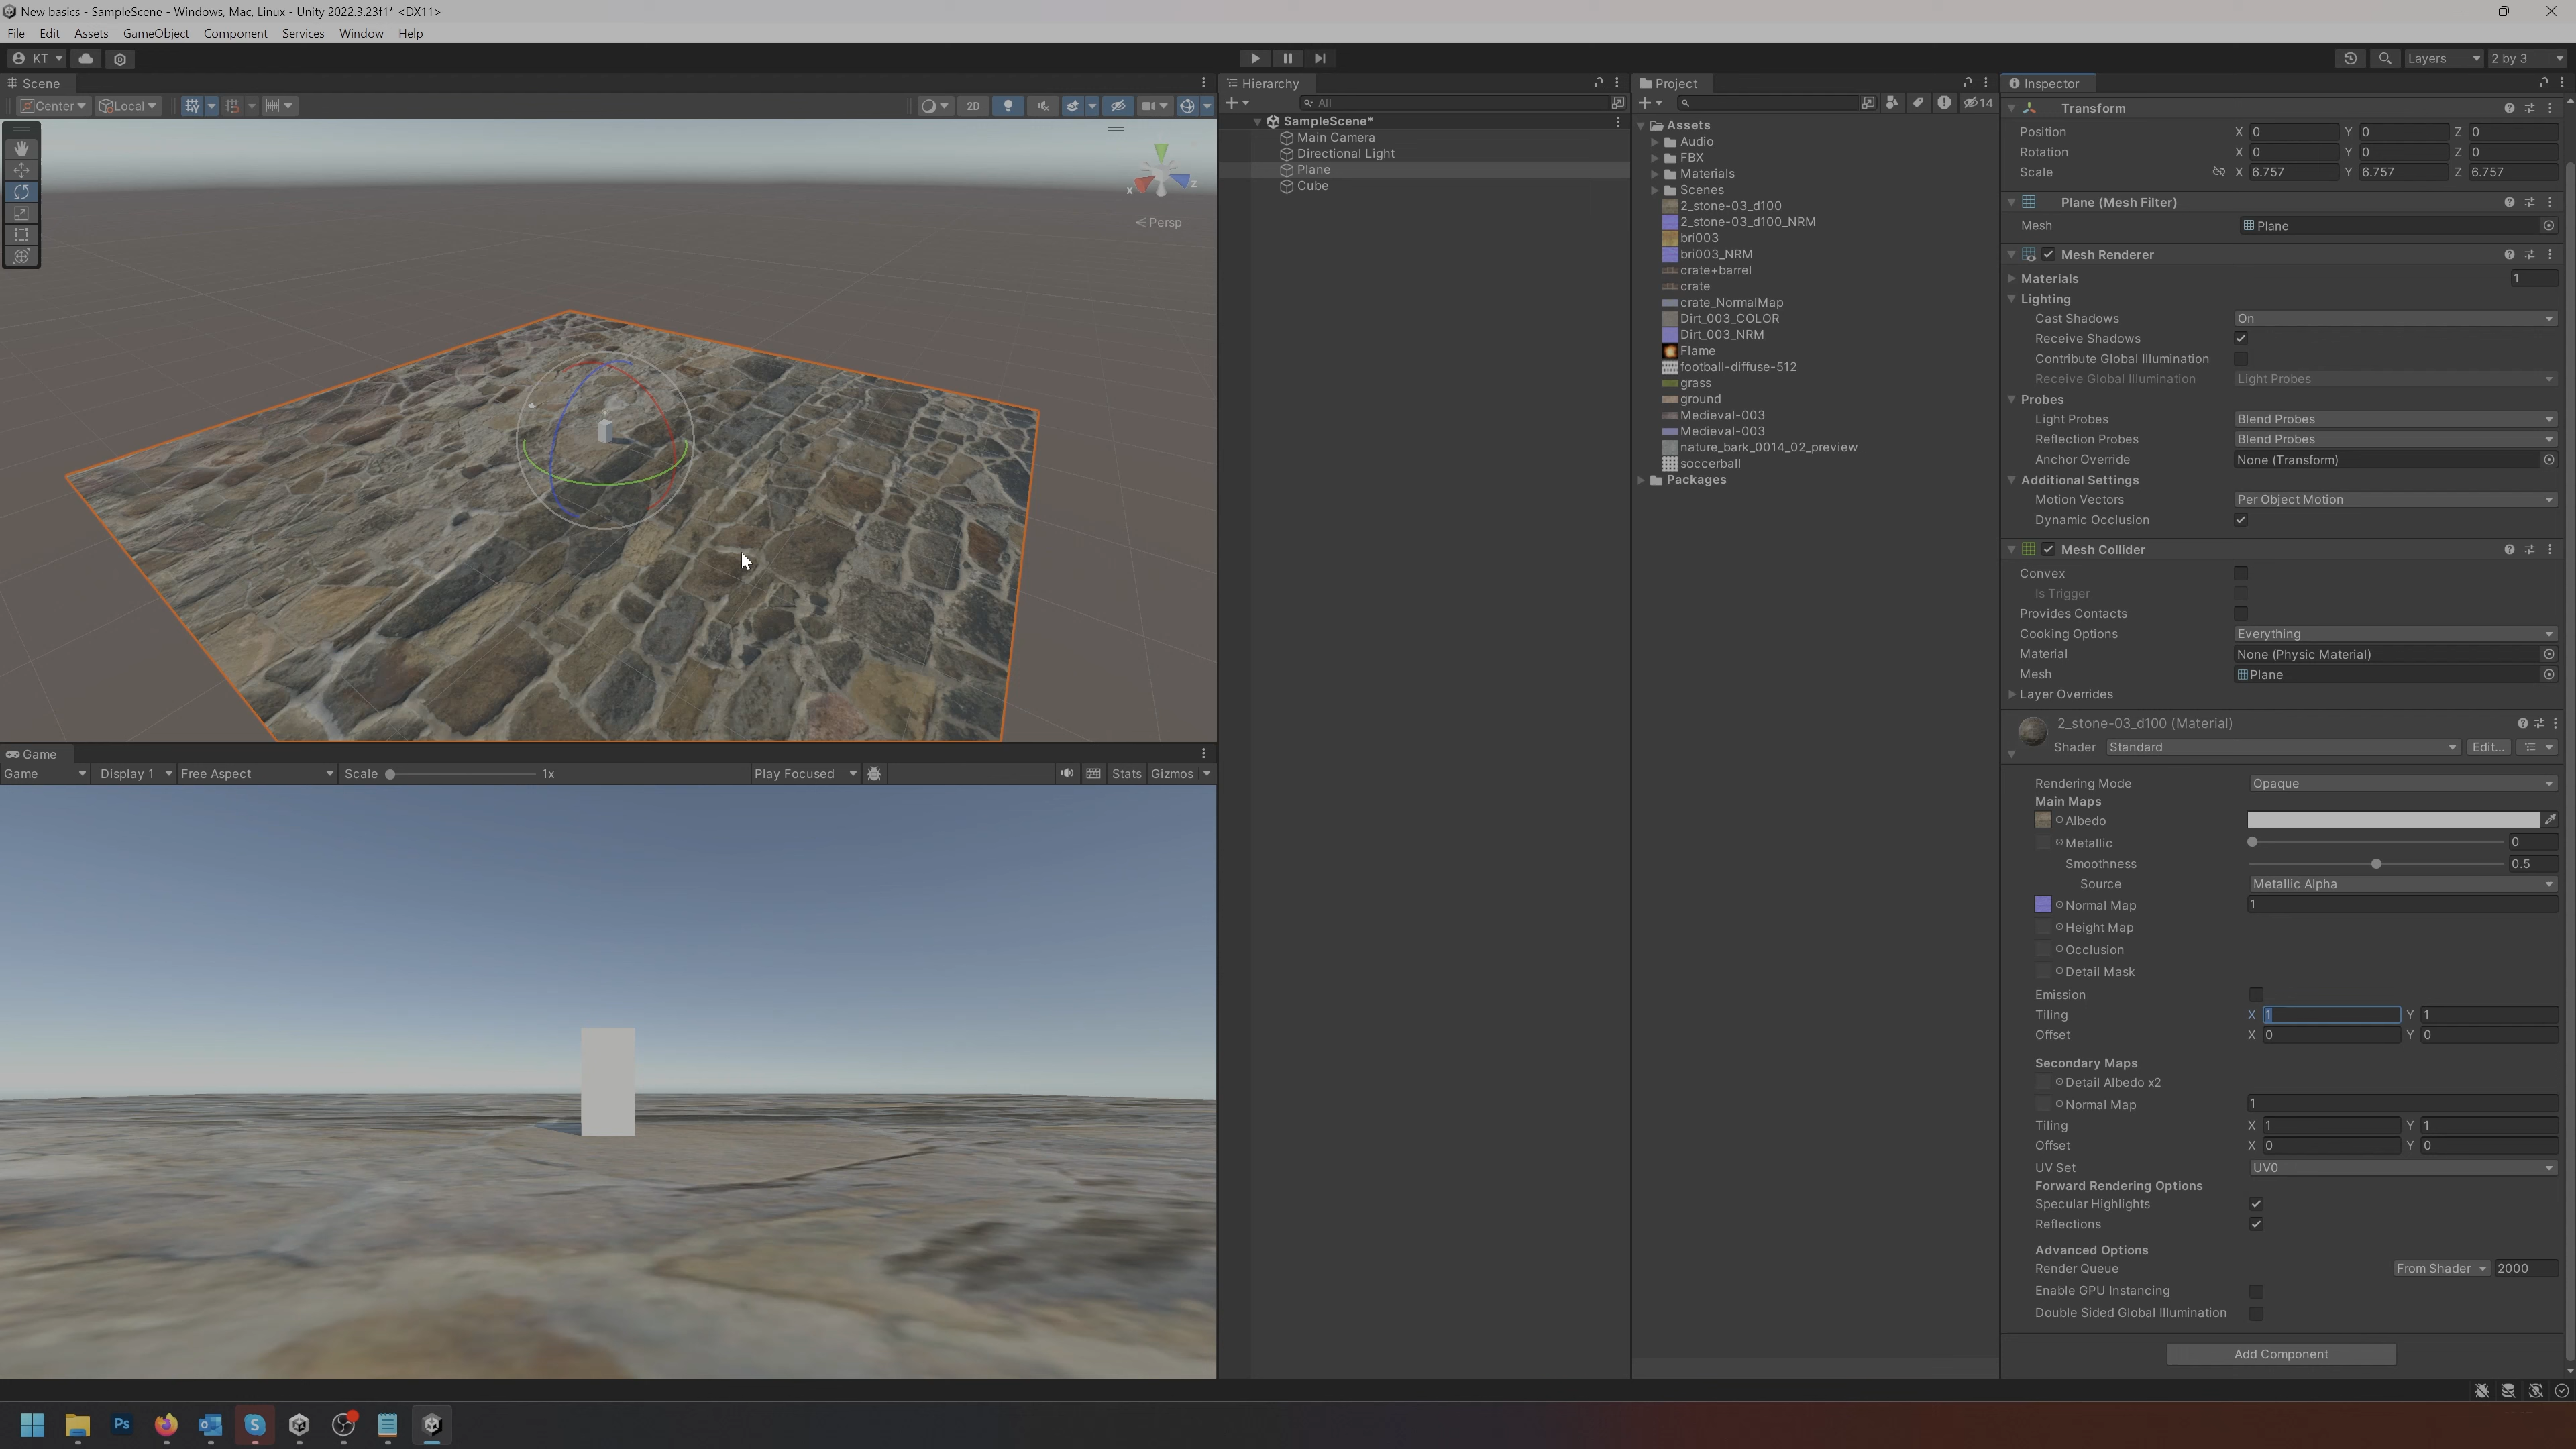 New basics - SampleScene - Windows, Mac, Linux - Unity 2022.3.23f1* <DX11>
File Edit Assets GameObject Component Services Window Help
KT Layers 2 by 3
Scene
Center Local 2D
Persp
Game
Game Display 1 Free Aspect Scale 1x Play Focused Stats Gizmos
Hierarchy
All
SampleScene*
Main Camera
Directional Light
Plane
Cube
Project
14
Assets
Audio
FBX
Materials
Scenes
2_stone-03_d100
2_stone-03_d100_NRM
bri003
bri003_NRM
crate+barrel
crate
crate_NormalMap
Dirt_003_COLOR
Dirt_003_NRM
Flame
football-diffuse-512
grass
ground
Medieval-003
Medieval-003
nature_bark_0014_02_preview
soccerball
Packages
Inspector
Transform
Position X 0 Y 0 Z 0
Rotation X 0 Y 0 Z 0
Scale X 6.757 Y 6.757 Z 6.757
Plane (Mesh Filter)
Mesh Plane
Mesh Renderer
Materials 1
Lighting
Cast Shadows On
Receive Shadows
Contribute Global Illumination
Receive Global Illumination Light Probes
Probes
Light Probes Blend Probes
Reflection Probes Blend Probes
Anchor Override None (Transform)
Additional Settings
Motion Vectors Per Object Motion
Dynamic Occlusion
Mesh Collider
Convex
Is Trigger
Provides Contacts
Cooking Options Everything
Material None (Physic Material)
Mesh Plane
Layer Overrides
2_stone-03_d100 (Material)
Shader Standard Edit...
Rendering Mode Opaque
Main Maps
Albedo
Metallic 0
Smoothness 0.5
Source Metallic Alpha
Normal Map 1
Height Map
Occlusion
Detail Mask
Emission
Tiling X 1 Y 1
Offset X 0 Y 0
Secondary Maps
Detail Albedo x2
Normal Map 1
Tiling X 1 Y 1
Offset X 0 Y 0
UV Set UV0
Forward Rendering Options
Specular Highlights
Reflections
Advanced Options
Render Queue From Shader 2000
Enable GPU Instancing
Double Sided Global Illumination
Add Component